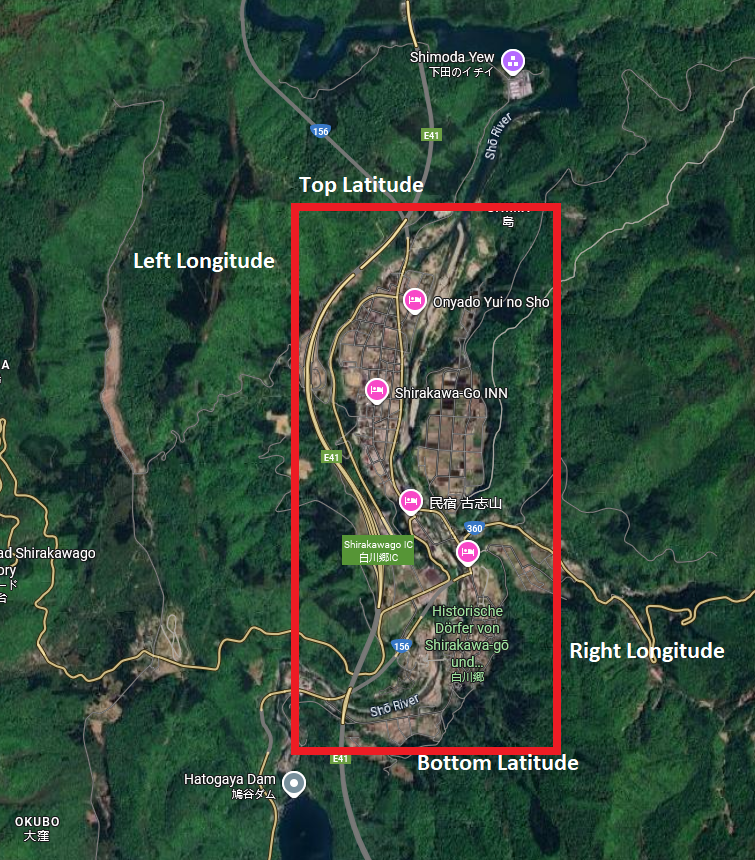 Shimoda Yew
下田のイチイ
156
E41
Shō River
Top Latitude
島
Left Longitude
Onyado Yui no Sho
A
Shirakawa-Go INN
E41
民宿 古志山
360
ad Shirakawago
ory
ード
台
Shirakawago IC
白川郷IC
Historische
Dörfer von
Shirakawa-gō
und...
白川郷
156
Right Longitude
Shō River
E41
Bottom Latitude
Hatogaya Dam
鳩谷ダム
OKUBO
大窪